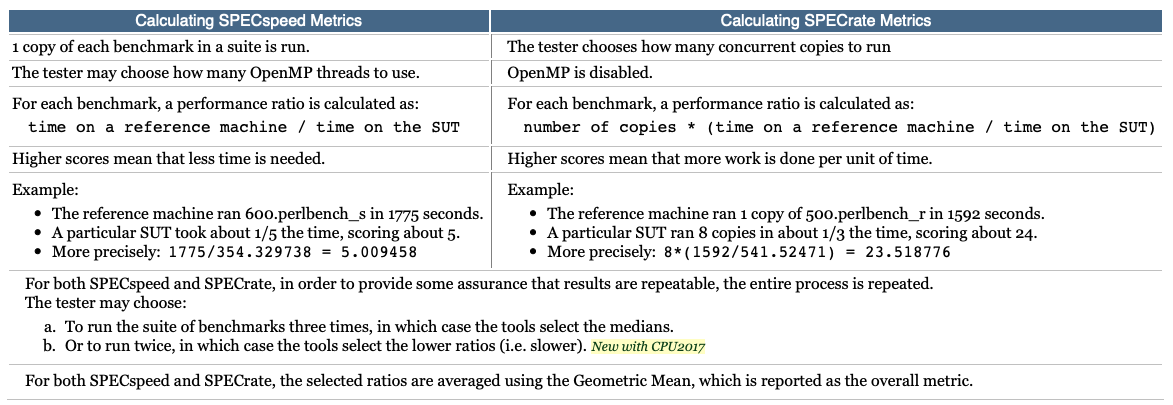 Calculating SPECspeed Metrics
Calculating SPECrate Metrics
1 copy of each benchmark in a suite is run.
The tester chooses how many concurrent copies to run
The tester may choose how many OpenMP threads to use.
OpenMP is disabled.
For each benchmark, a performance ratio is calculated as:
time on a reference machine / time on the SUT
For each benchmark, a performance ratio is calculated as:
number of copies * (time on a reference machine / time on the SUT)
Higher scores mean that less time is needed.
Higher scores mean that more work is done per unit of time.
Example:
• The reference machine ran 600.perlbench_s in 1775 seconds.
• A particular SUT took about 1/5 the time, scoring about 5.
• More precisely: 1775/354.329738 = 5.009458
Example:
• The reference machine ran 1 copy of 500.perlbench_r in 1592 seconds.
• A particular SUT ran 8 copies in about 1/3 the time, scoring about 24.
• More precisely: 8*(1592/541.52471) = 23.518776
For both SPECspeed and SPECrate, in order to provide some assurance that results are repeatable, the entire process is repeated.
The tester may choose:
a. To run the suite of benchmarks three times, in which case the tools select the medians.
b. Or to run twice, in which case the tools select the lower ratios (i.e. slower). New with CPU2017
For both SPECspeed and SPECrate, the selected ratios are averaged using the Geometric Mean, which is reported as the overall metric.